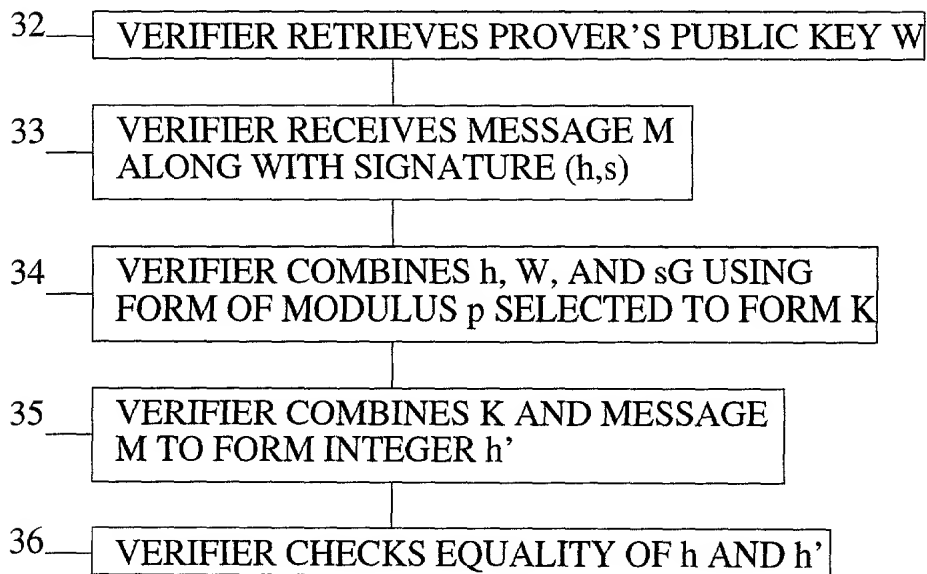 32 VERIFIER RETRIEVES PROVER'S PUBLIC KEY W
33 VERIFIER RECEIVES MESSAGE M
ALONG WITH SIGNATURE (h,s)
34 VERIFIER COMBINES h, W, AND sG USING
FORM OF MODULUS p SELECTED TO FORM K
35 VERIFIER COMBINES K AND MESSAGE
M TO FORM INTEGER h'
36 VERIFIER CHECKS EQUALITY OF h AND h'